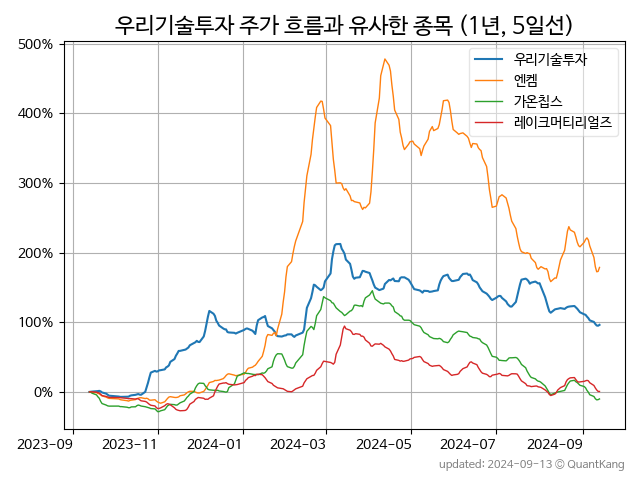 우리기술투자 주가 흐름과 유사한 종목 (1년, 5일선)
500%
400%
300%
200%
100%
0%
우리기술투자
엔켐
가온칩스
레이크머티리얼즈
2023-09 2023-11 2024-01 2024-03 2024-05 2024-07 2024-09
updated: 2024-09-13 © QuantKang